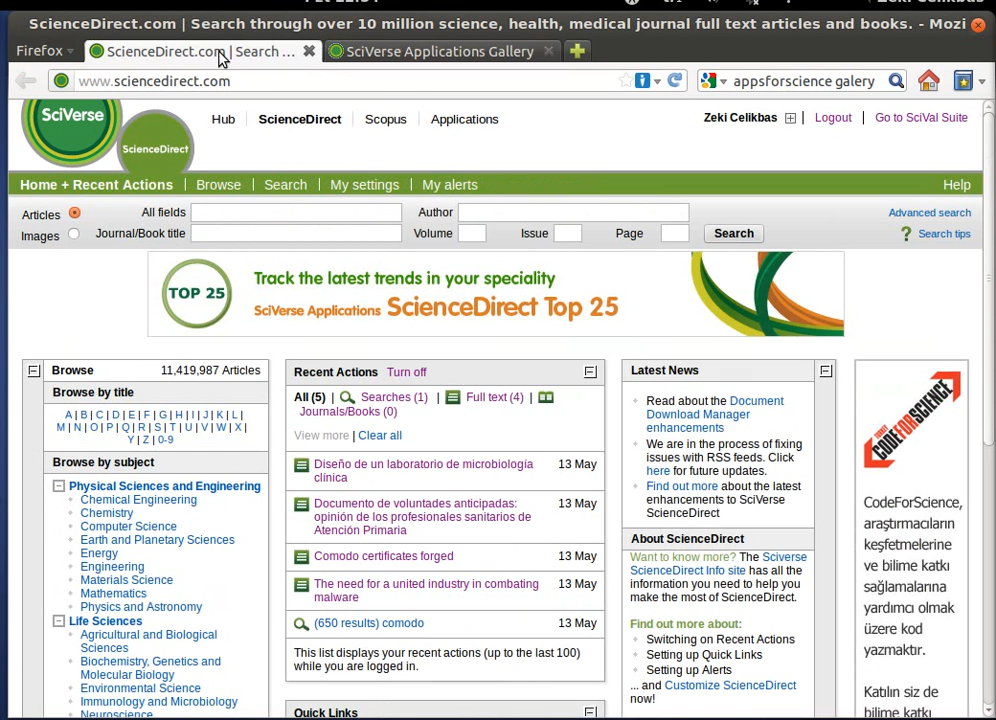 ScienceDirect.com | Search through over 10 million science, health, medical journal full text articles and books. - Mozi
Firefox
ScienceDirect.com | Search ...
SciVerse Applications Gallery
www.sciencedirect.com
appsforscience galery
SciVerse
ScienceDirect
Hub ScienceDirect Scopus Applications
Zeki Celikbas | Logout | Go to SciVal Suite
Home + Recent Actions | Browse | Search | My settings | My alerts
Help
Articles All fields Author Advanced search
Images Journal/Book title Volume Issue Page Search ? Search tips
TOP 25
Track the latest trends in your speciality
SciVerse Applications ScienceDirect Top 25
Browse 11,419,987 Articles
Browse by title
A | B | C | D | E | F | G | H | I | J | K | L |
M | N | O | P | Q | R | S | T | U | V | W | X |
Y | Z | 0-9
Browse by subject
Physical Sciences and Engineering
Chemical Engineering
Chemistry
Computer Science
Earth and Planetary Sciences
Energy
Engineering
Materials Science
Mathematics
Physics and Astronomy
Life Sciences
Agricultural and Biological
Sciences
Biochemistry, Genetics and
Molecular Biology
Environmental Science
Immunology and Microbiology
Neuroscience
Recent Actions Turn off
All (5) | Searches (1) | Full text (4) |
Journals/Books (0)
View more | Clear all
Diseño de un laboratorio de microbiología 13 May
clínica
Documento de voluntades anticipadas: 13 May
opinión de los profesionales sanitarios de
Atención Primaria
Comodo certificates forged 13 May
The need for a united industry in combating 13 May
malware
(650 results) comodo 13 May
This list displays your recent actions (up to the last 100)
while you are logged in.
Quick Links
Latest News
Read about the Document
Download Manager
enhancements
We are in the process of fixing
issues with RSS feeds. Click
here for future updates.
Find out more about the latest
enhancements to SciVerse
ScienceDirect
About ScienceDirect
Want to know more? The Sciverse
ScienceDirect Info site has all the
information you need to help you
make the most of ScienceDirect.
Find out more about:
Switching on Recent Actions
Setting up Quick Links
Setting up Alerts
... and Customize ScienceDirect
now!
CODEFORSCIENCE
CodeForScience,
araştırmacıların
keşfetmelerine
ve bilime katkı
sağlamalarına
yardımcı olmak
üzere kod
yazmaktır.
Katılın siz de
bilime katkı